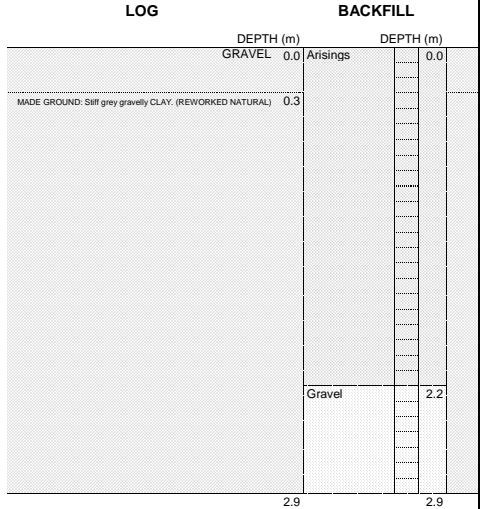 LOG BACKFILL
DEPTH (m) DEPTH (m)
GRAVEL 0.0 Arisings 0.0
MADE GROUND: Stiff grey gravelly CLAY. (REWORKED NATURAL) 0.3
Gravel 2.2
2.9 2.9